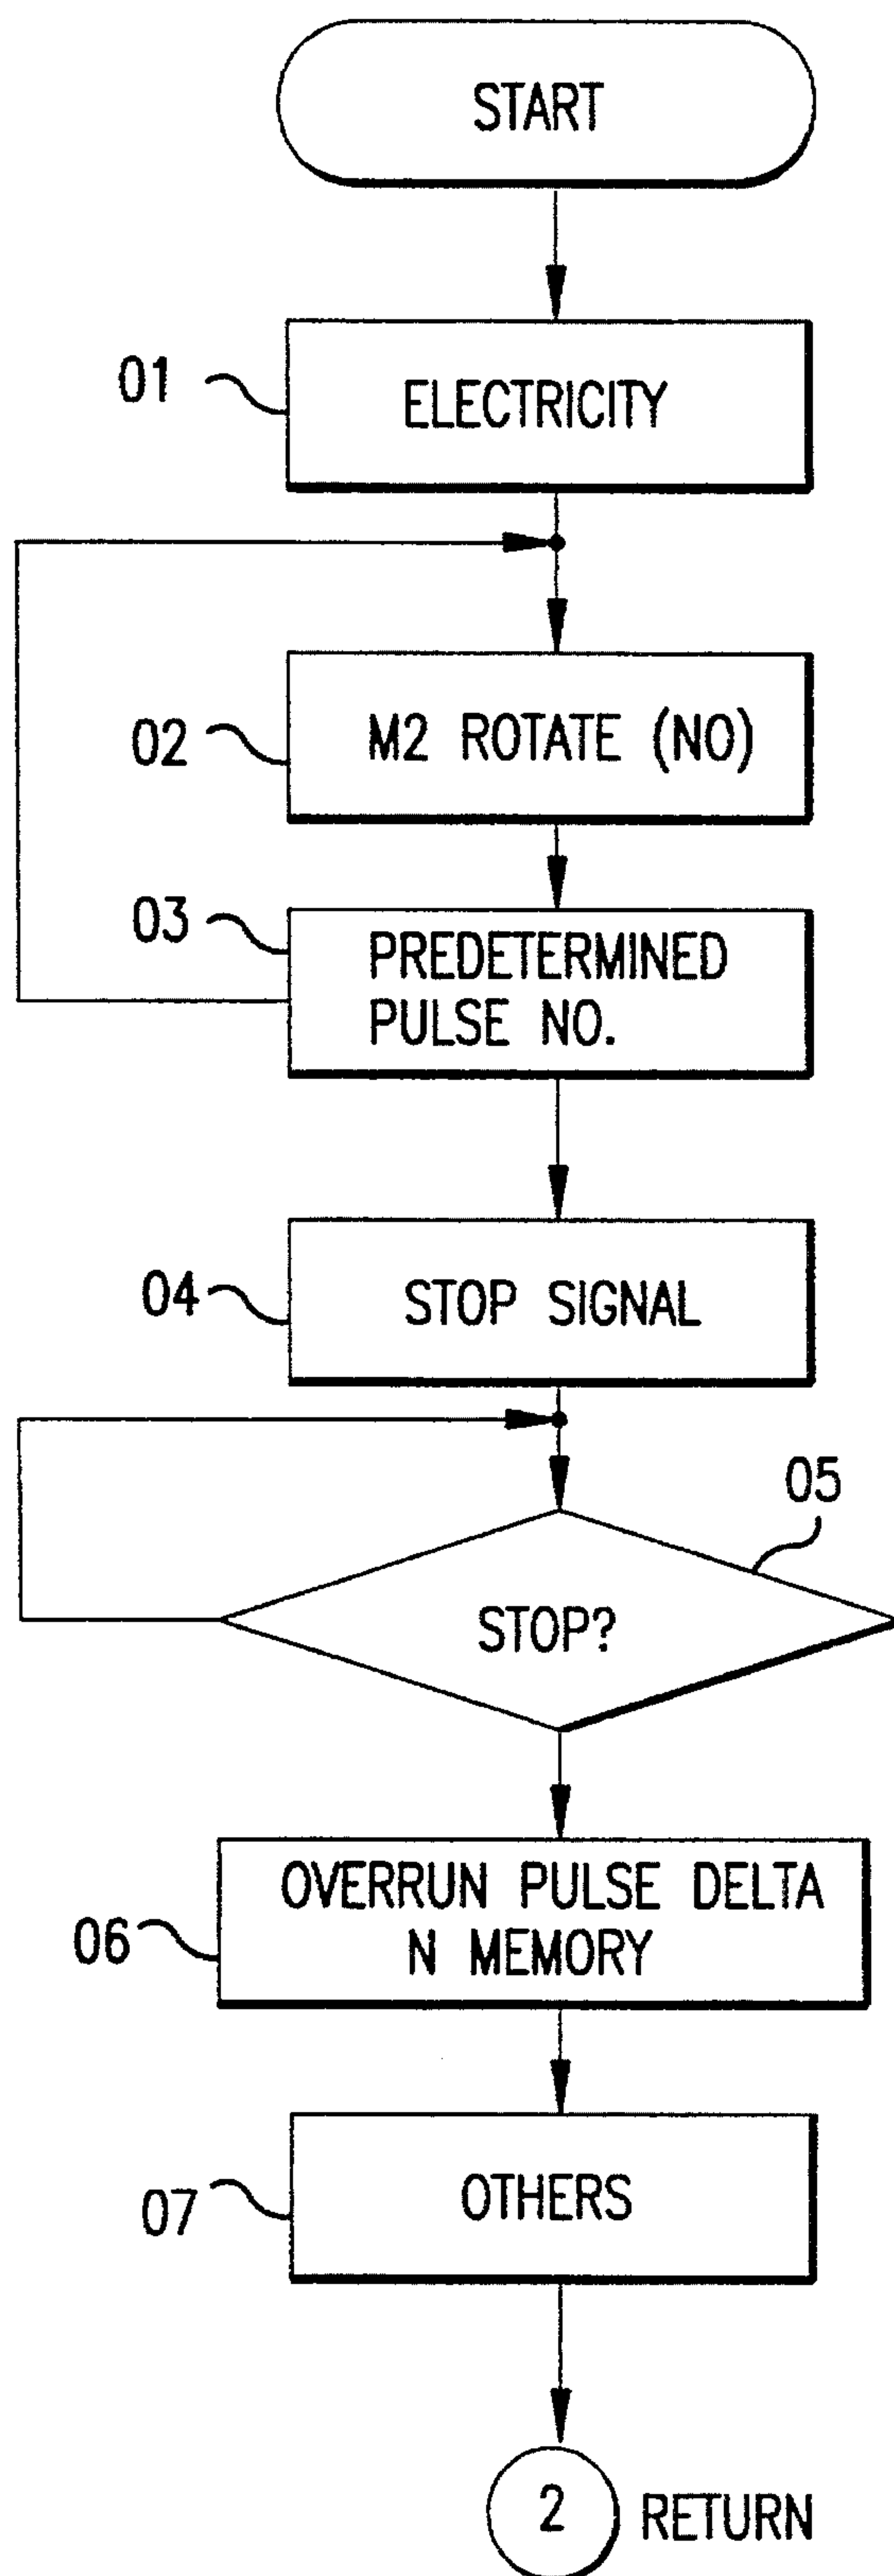 START
01
ELECTRICITY
02
M2 ROTATE (NO)
03
PREDETERMINED
PULSE NO.
04
STOP SIGNAL
05
STOP?
06
OVERRUN PULSE DELTA
N MEMORY
07
OTHERS
2 RETURN